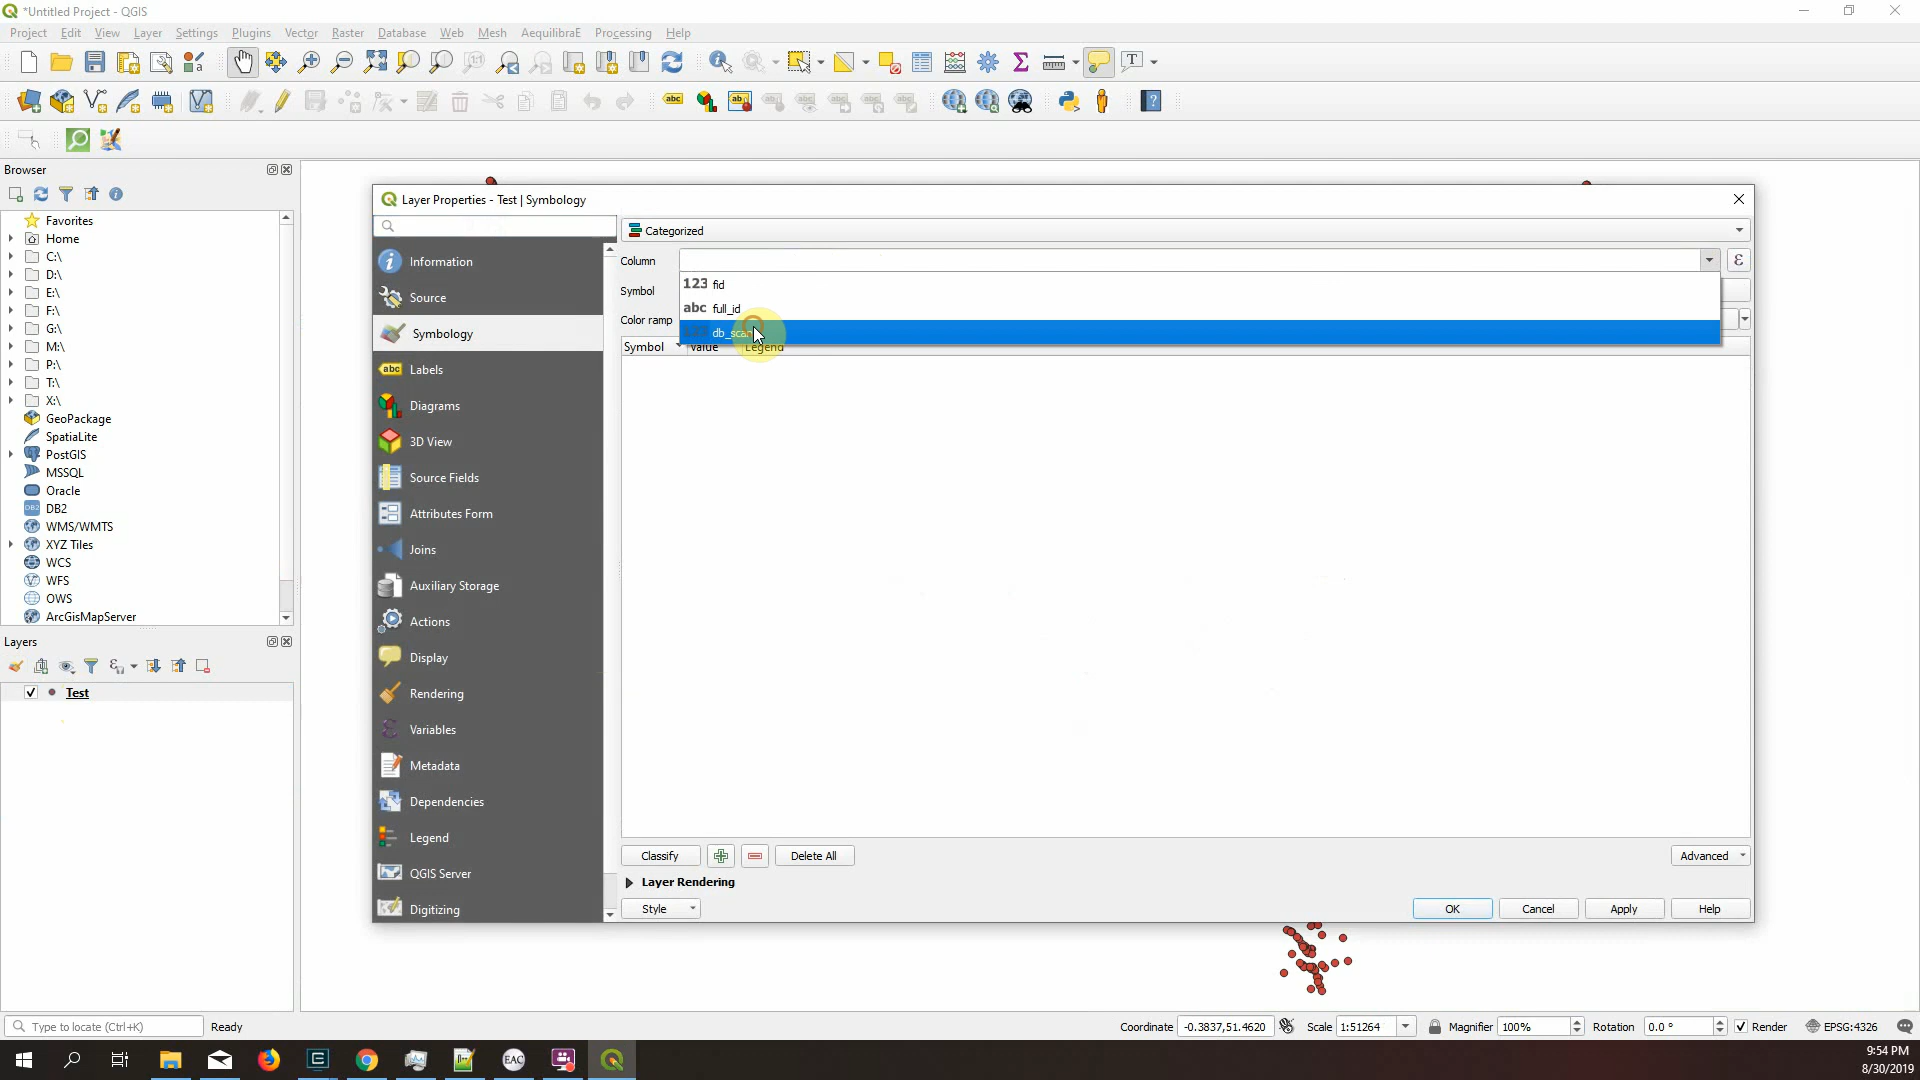 *Untitled Project - QGIS
Project Edit View Layer Settings Plugins Vector Raster Database Web Mesh AequilibraE Processing Help
Browser
Favorites
Home
C:\
D:\
E:\
F:\
G:\
M:\
P:\
T:\
X:\
GeoPackage
SpatiaLite
PostGIS
MSSQL
Oracle
DB2
WMS/WMTS
XYZ Tiles
WCS
WFS
OWS
ArcGisMapServer
Layers
Test
Layer Properties - Test | Symbology
Information
Source
Symbology
abc Labels
Diagrams
3D View
Source Fields
Attributes Form
Joins
Auxiliary Storage
Actions
Display
Rendering
Variables
Metadata
Dependencies
Legend
QGIS Server
Digitizing
Categorized
Column ε
123 fid
Symbol
abc full_id
Color ramp
123 db_scan
Symbol Value Legend
Classify Delete All Advanced
Layer Rendering
Style OK Cancel Apply Help
Type to locate (Ctrl+K) Ready Coordinate -0.3837,51.4620 Scale 1:51264 Magnifier 100% Rotation 0.0 ° Render EPSG:4326
EAC
9:54 PM
8/30/2019